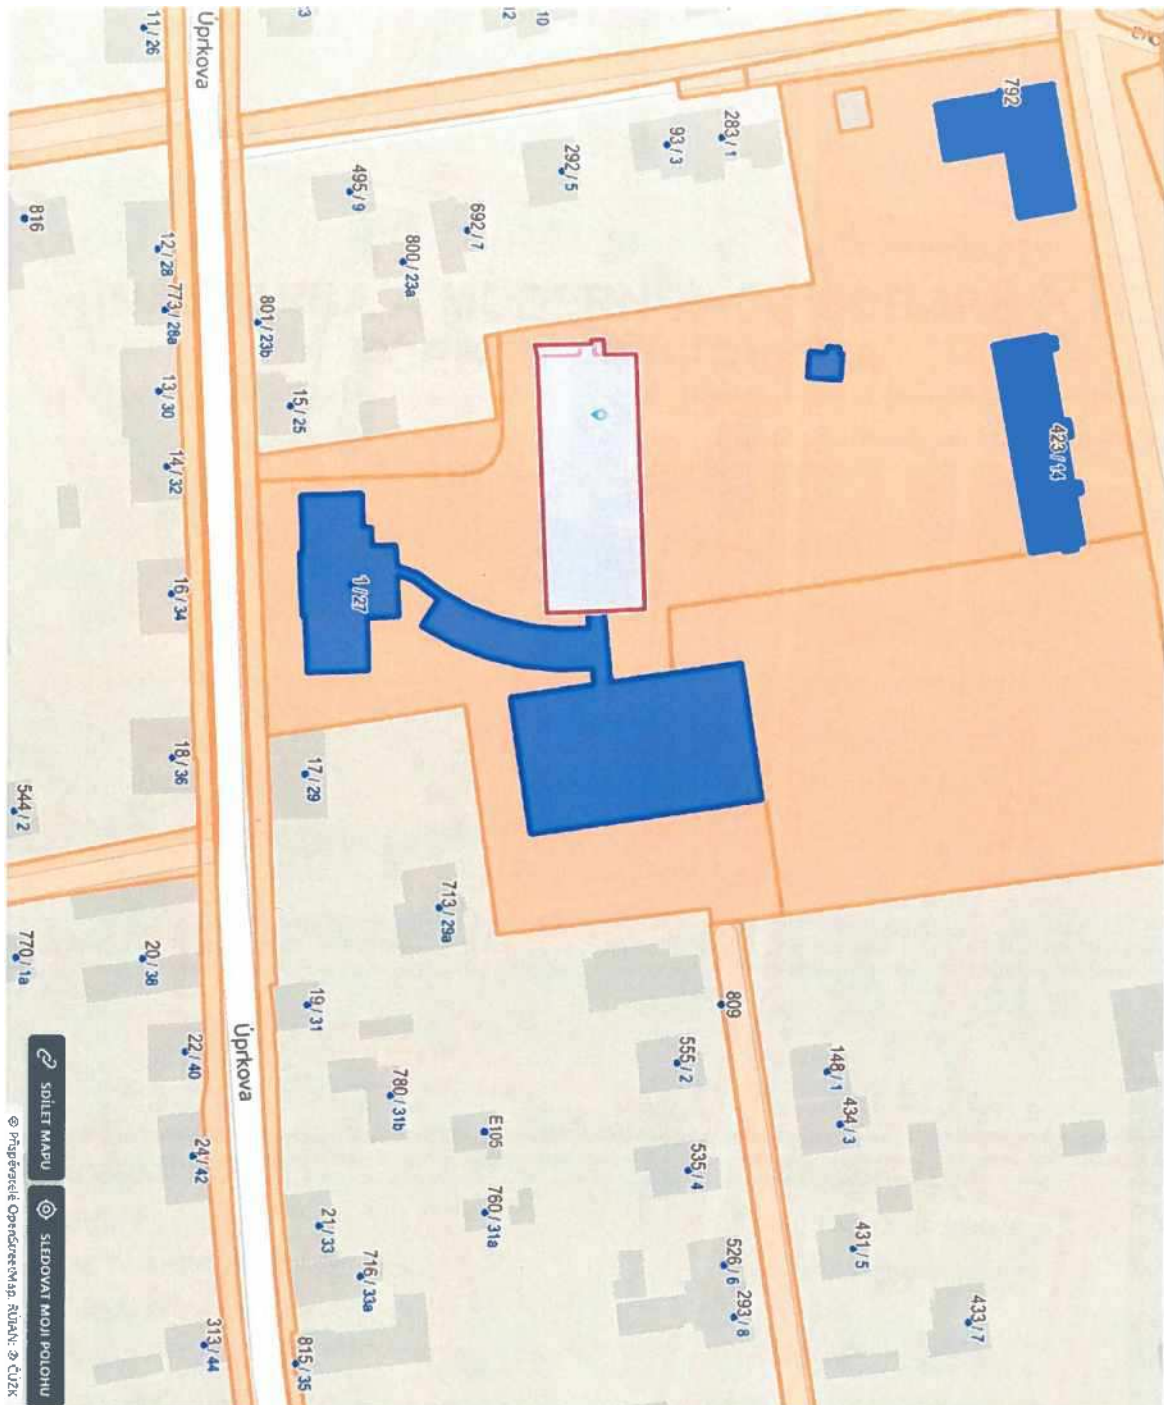 Úprkova
11 / 26
13
12
10
792
283 / 1
93 / 3
292 / 5
495 / 9
692 / 7
800 / 23a
801 / 23b
15 / 25
816
12 / 28
773 / 28a
13 / 30
14 / 32
16 / 34
18 / 36
544 / 2
423/14
1/27
17 / 29
713 / 29a
770 / 1a
20 / 38
19 / 31
22 / 40
24 / 42
Úprkova
780 / 31b
E105
760 / 31a
21 / 33
716 / 33a
313 / 44
815 / 35
809
555 / 2
535 / 4
526 / 6
293 / 8
148 / 1
434 / 3
431 / 5
433 / 7
SDÍLET MAPU
SLEDOVAT MOJI POLOHU
© Přispěvatelé OpenStreetMap, RÚIAN: © ČÚZK